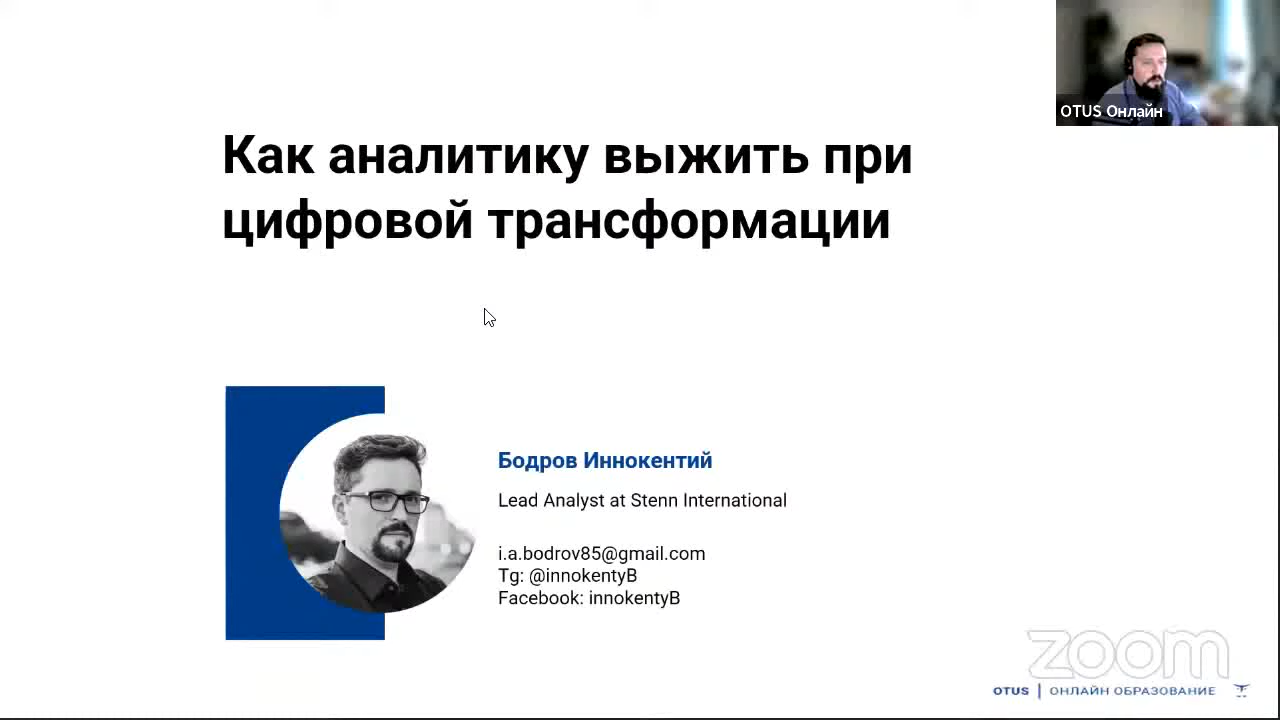 OTUS Онлайн
Как аналитику выжить при
цифровой трансформации
Бодров Иннокентий
Lead Analyst at Stenn International
i.a.bodrov85@gmail.com
Tg: @innokentyB
Facebook: innokentyB
zoom
OTUS | ОНЛАЙН ОБРАЗОВАНИЕ